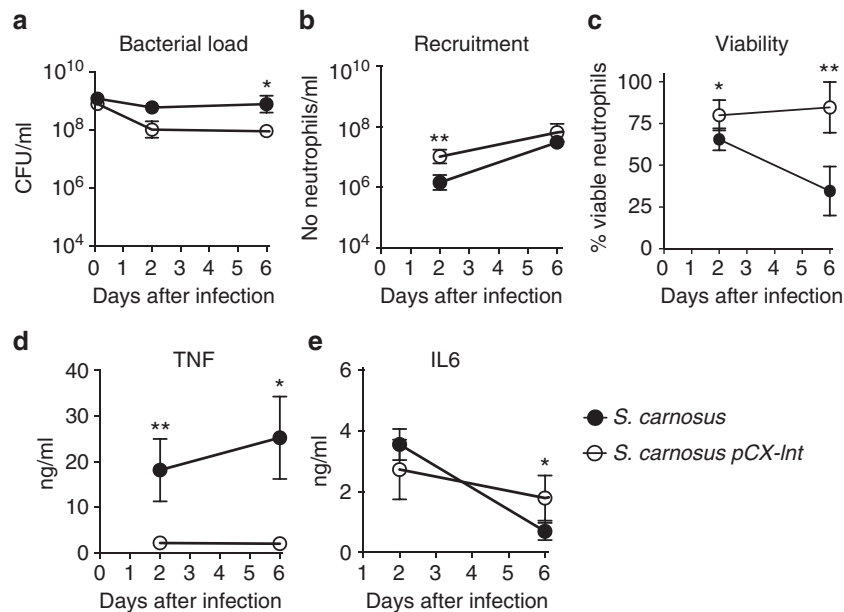 a
Bacterial load
10^10
10^8
10^6
10^4
CFU/ml
*
0 1 2 3 4 5 6
Days after infection
b
Recruitment
10^10
10^8
10^6
10^4
No neutrophils/ml
**
0 1 2 3 4 5 6
Days after infection
c
Viability
100
75
50
25
0
% viable neutrophils
*
**
0 1 2 3 4 5 6
Days after infection
d
TNF
40
30
20
10
0
ng/ml
**
*
0 1 2 3 4 5 6
Days after infection
e
IL6
6
4
2
0
ng/ml
*
1 2 3 4 5 6
Days after infection
S. carnosus
S. carnosus pCX-lnt